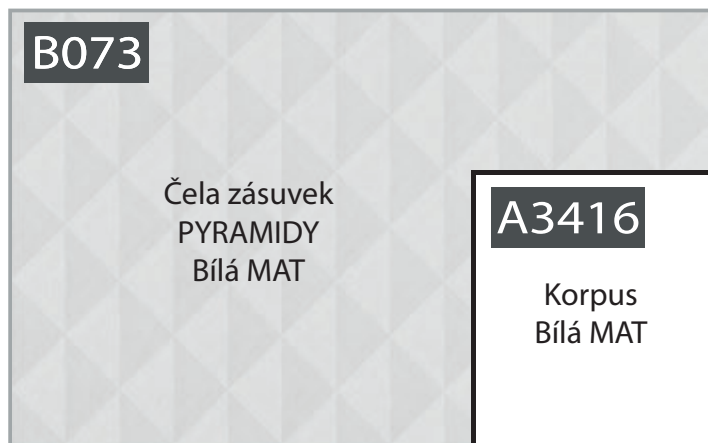 B073
Čela zásuvek
PYRAMIDY
Bílá MAT
A3416
Korpus
Bílá MAT